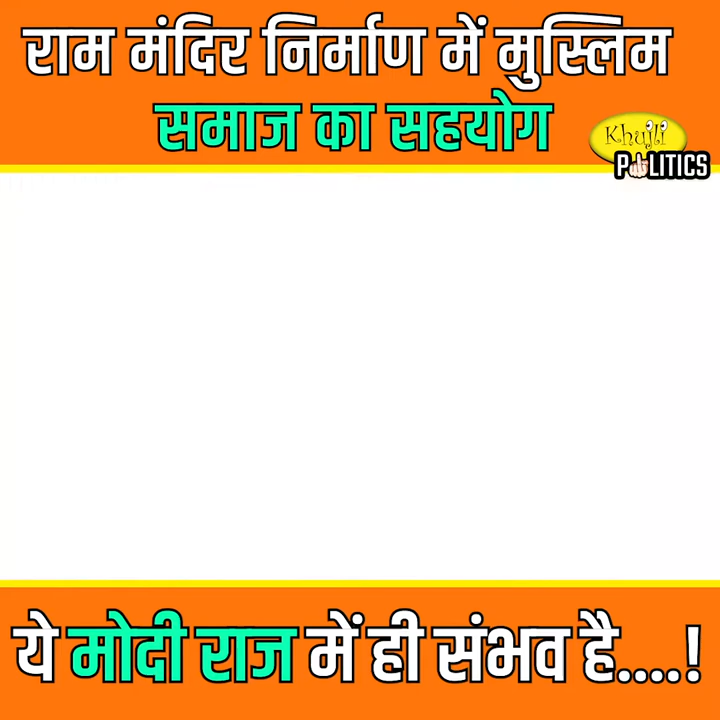 राम मंदिर निर्माण में मुस्लिम
समाज का सहयोग
Khujli
POLITICS
ये मोदी राज में ही संभव है....!